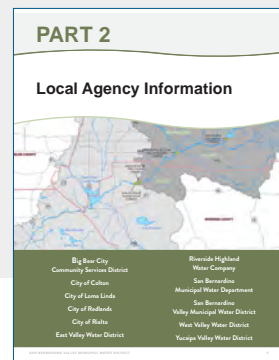 PART 2
Local Agency Information
Big Bear City
Community Services District
City of Colton
City of Loma Linda
City of Redlands
City of Rialto
East Valley Water District
Riverside Highland
Water Company
San Bernardino
Municipal Water Department
San Bernardino
Valley Municipal Water District
West Valley Water District
Yucaipa Valley Water District